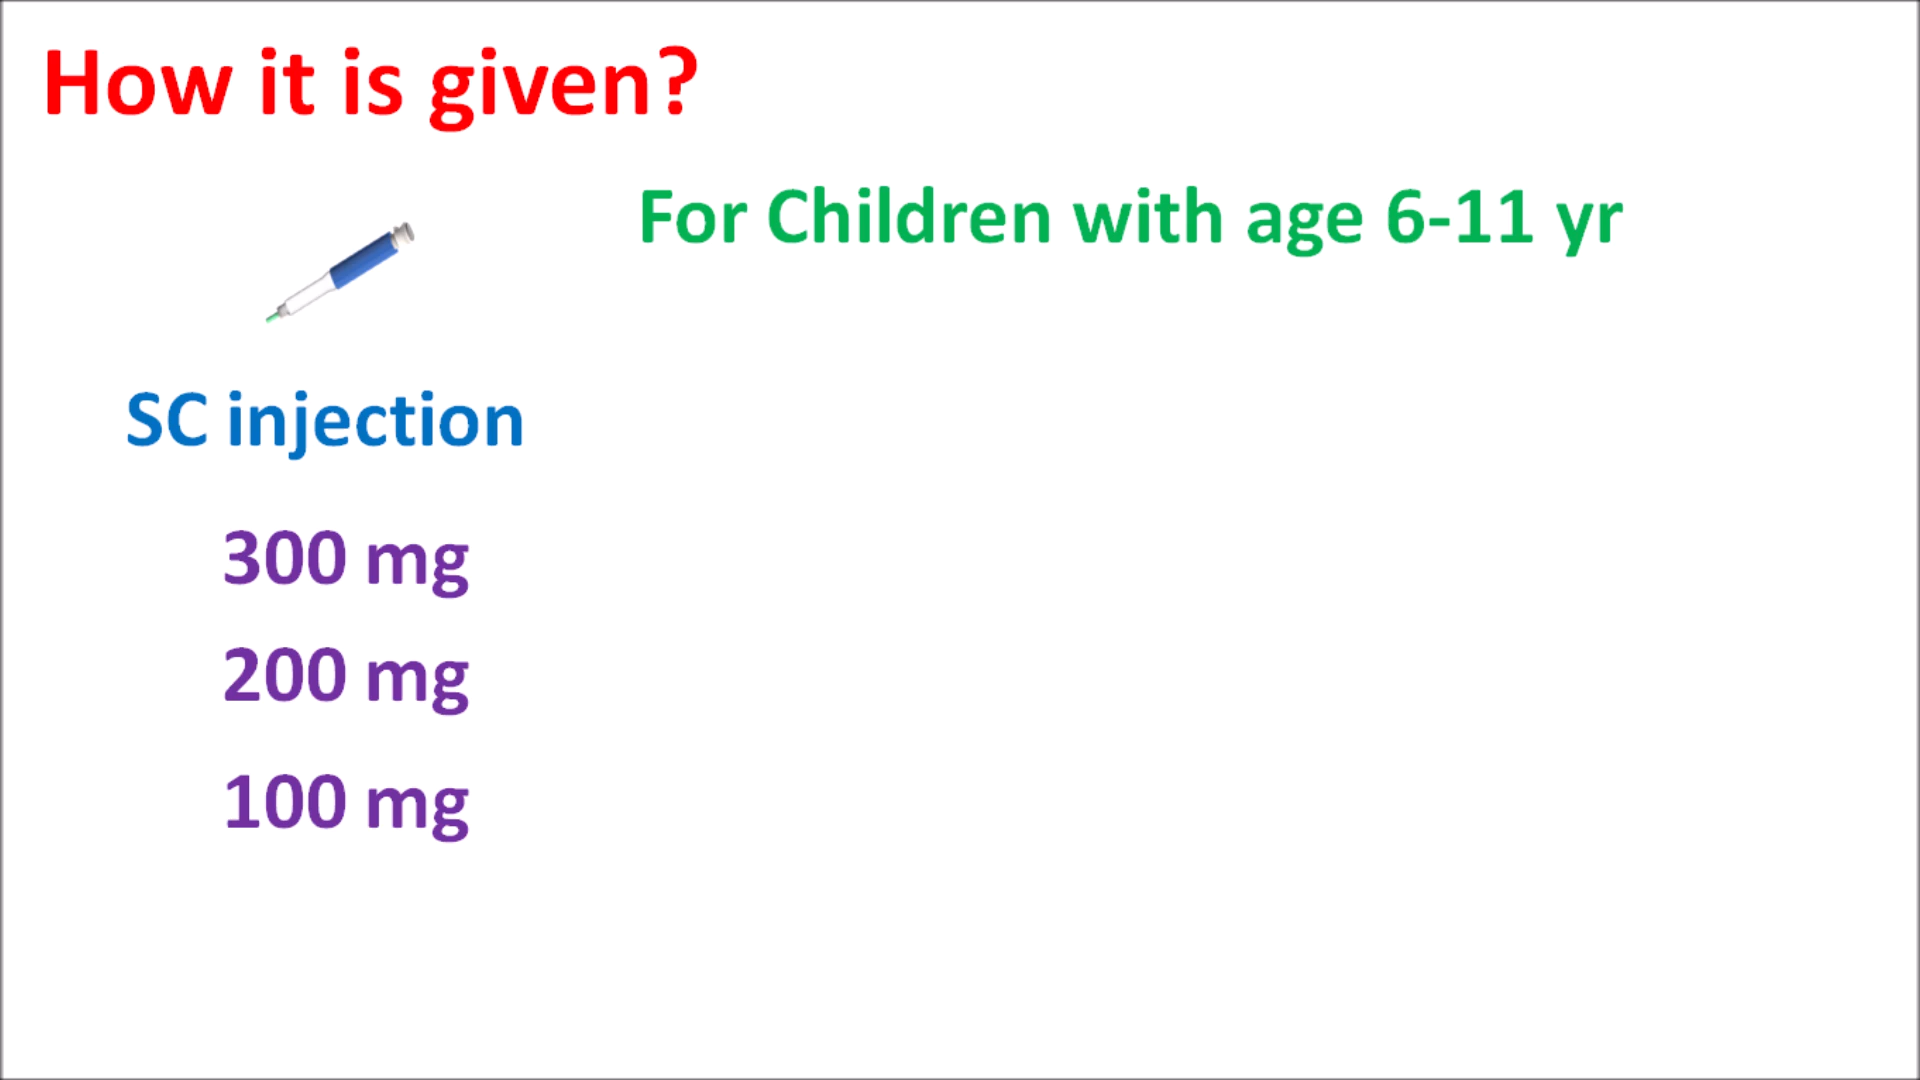 How it is given?
For Children with age 6-11 yr
SC injection
300 mg
200 mg
100 mg